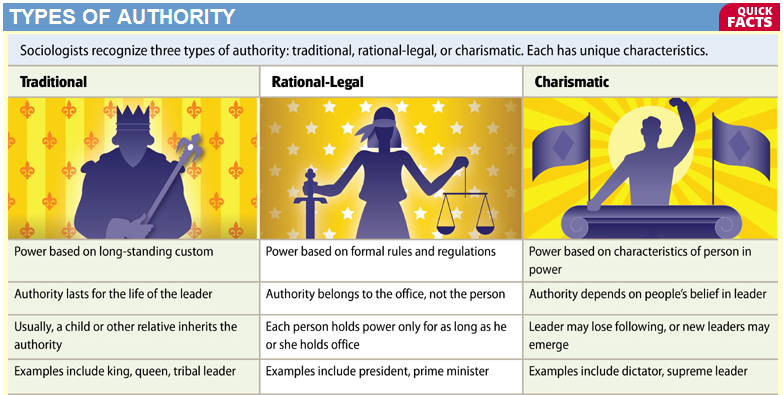 TYPES OF AUTHORITY
QUICK
FACTS
Sociologists recognize three types of authority: traditional, rational-legal, or charismatic. Each has unique characteristics.
Traditional
Rational-Legal
Charismatic
Power based on long-standing custom
Power based on formal rules and regulations
Power based on characteristics of person in
power
Authority lasts for the life of the leader
Authority belongs to the office, not the person
Authority depends on people's belief in leader
Usually, a child or other relative inherits the
authority
Each person holds power only for as long as he
or she holds office
Leader may lose following, or new leaders may
emerge
Examples include king, queen, tribal leader
Examples include president, prime minister
Examples include dictator, supreme leader